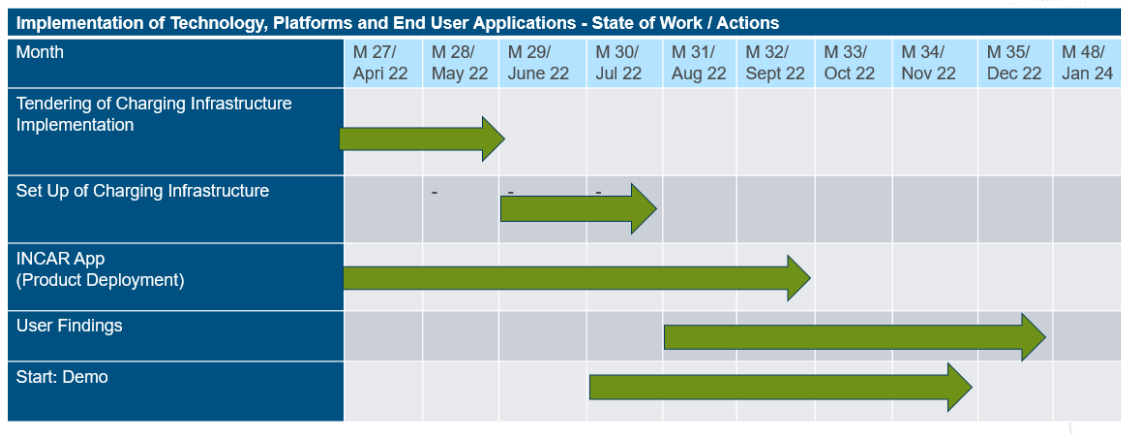 Implementation of Technology, Platforms and End User Applications - State of Work / Actions
Month
M 27/
Apri 22
M 28/
May 22
M 29/
June 22
M 30/
Jul 22
M 31/
Aug 22
M 32/
Sept 22
M 33/
Oct 22
M 34/
Nov 22
M 35/
Dec 22
M 48/
Jan 24
Tendering of Charging Infrastructure
Implementation
Set Up of Charging Infrastructure
-
-
-
INCAR App
(Product Deployment)
User Findings
Start: Demo